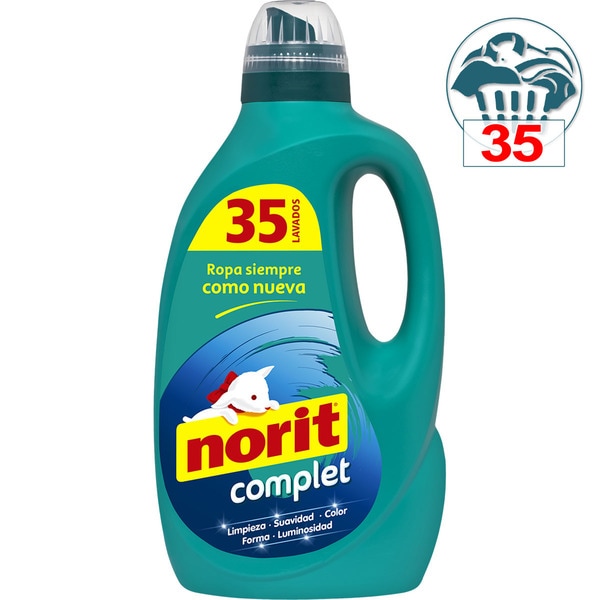 35
35 LAVADOS
Ropa siempre
como nueva
norit®
complet
Limpieza · Suavidad · Color
Forma · Luminosidad